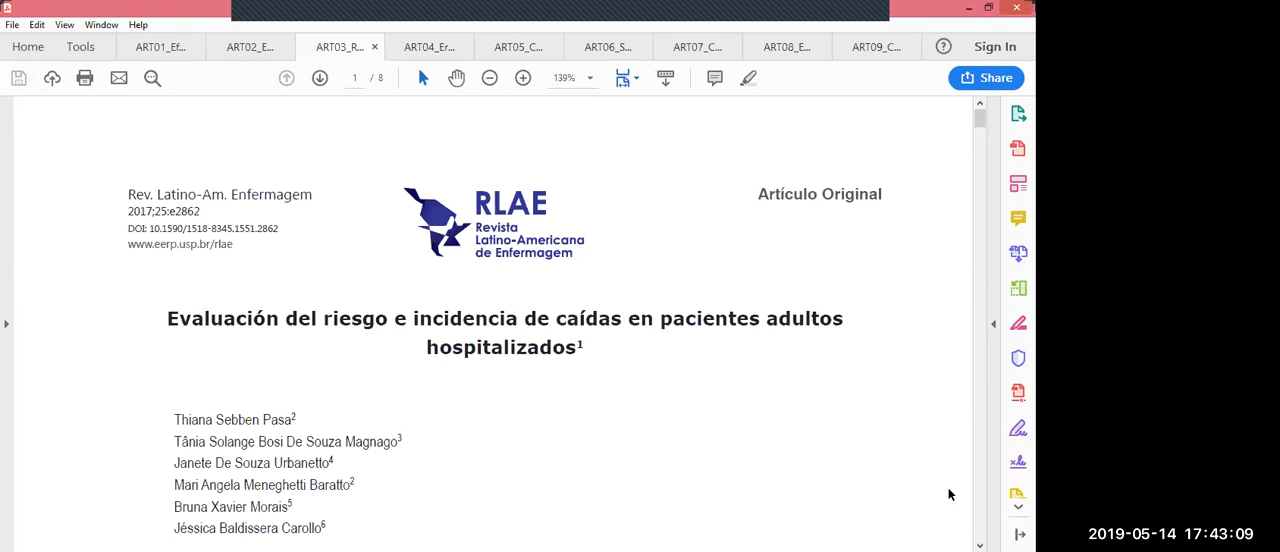 File Edit View Window Help
Home Tools ART01_Ef... ART02_E... ART03_R... × ART04_Er... ART05_C... ART06_S... ART07_C... ART08_E... ART09_C... ? Sign In
1 / 8 139% Share
Rev. Latino-Am. Enfermagem
2017;25:e2862
DOI: 10.1590/1518-8345.1551.2862
www.eerp.usp.br/rlae
RLAE
Revista
Latino-Americana
de Enfermagem
Artículo Original
Evaluación del riesgo e incidencia de caídas en pacientes adultos
hospitalizados¹
Thiana Sebben Pasa²
Tânia Solange Bosi De Souza Magnago³
Janete De Souza Urbanetto⁴
Mari Angela Meneghetti Baratto²
Bruna Xavier Morais⁵
Jéssica Baldissera Carollo⁶
2019-05-14 17:43:09